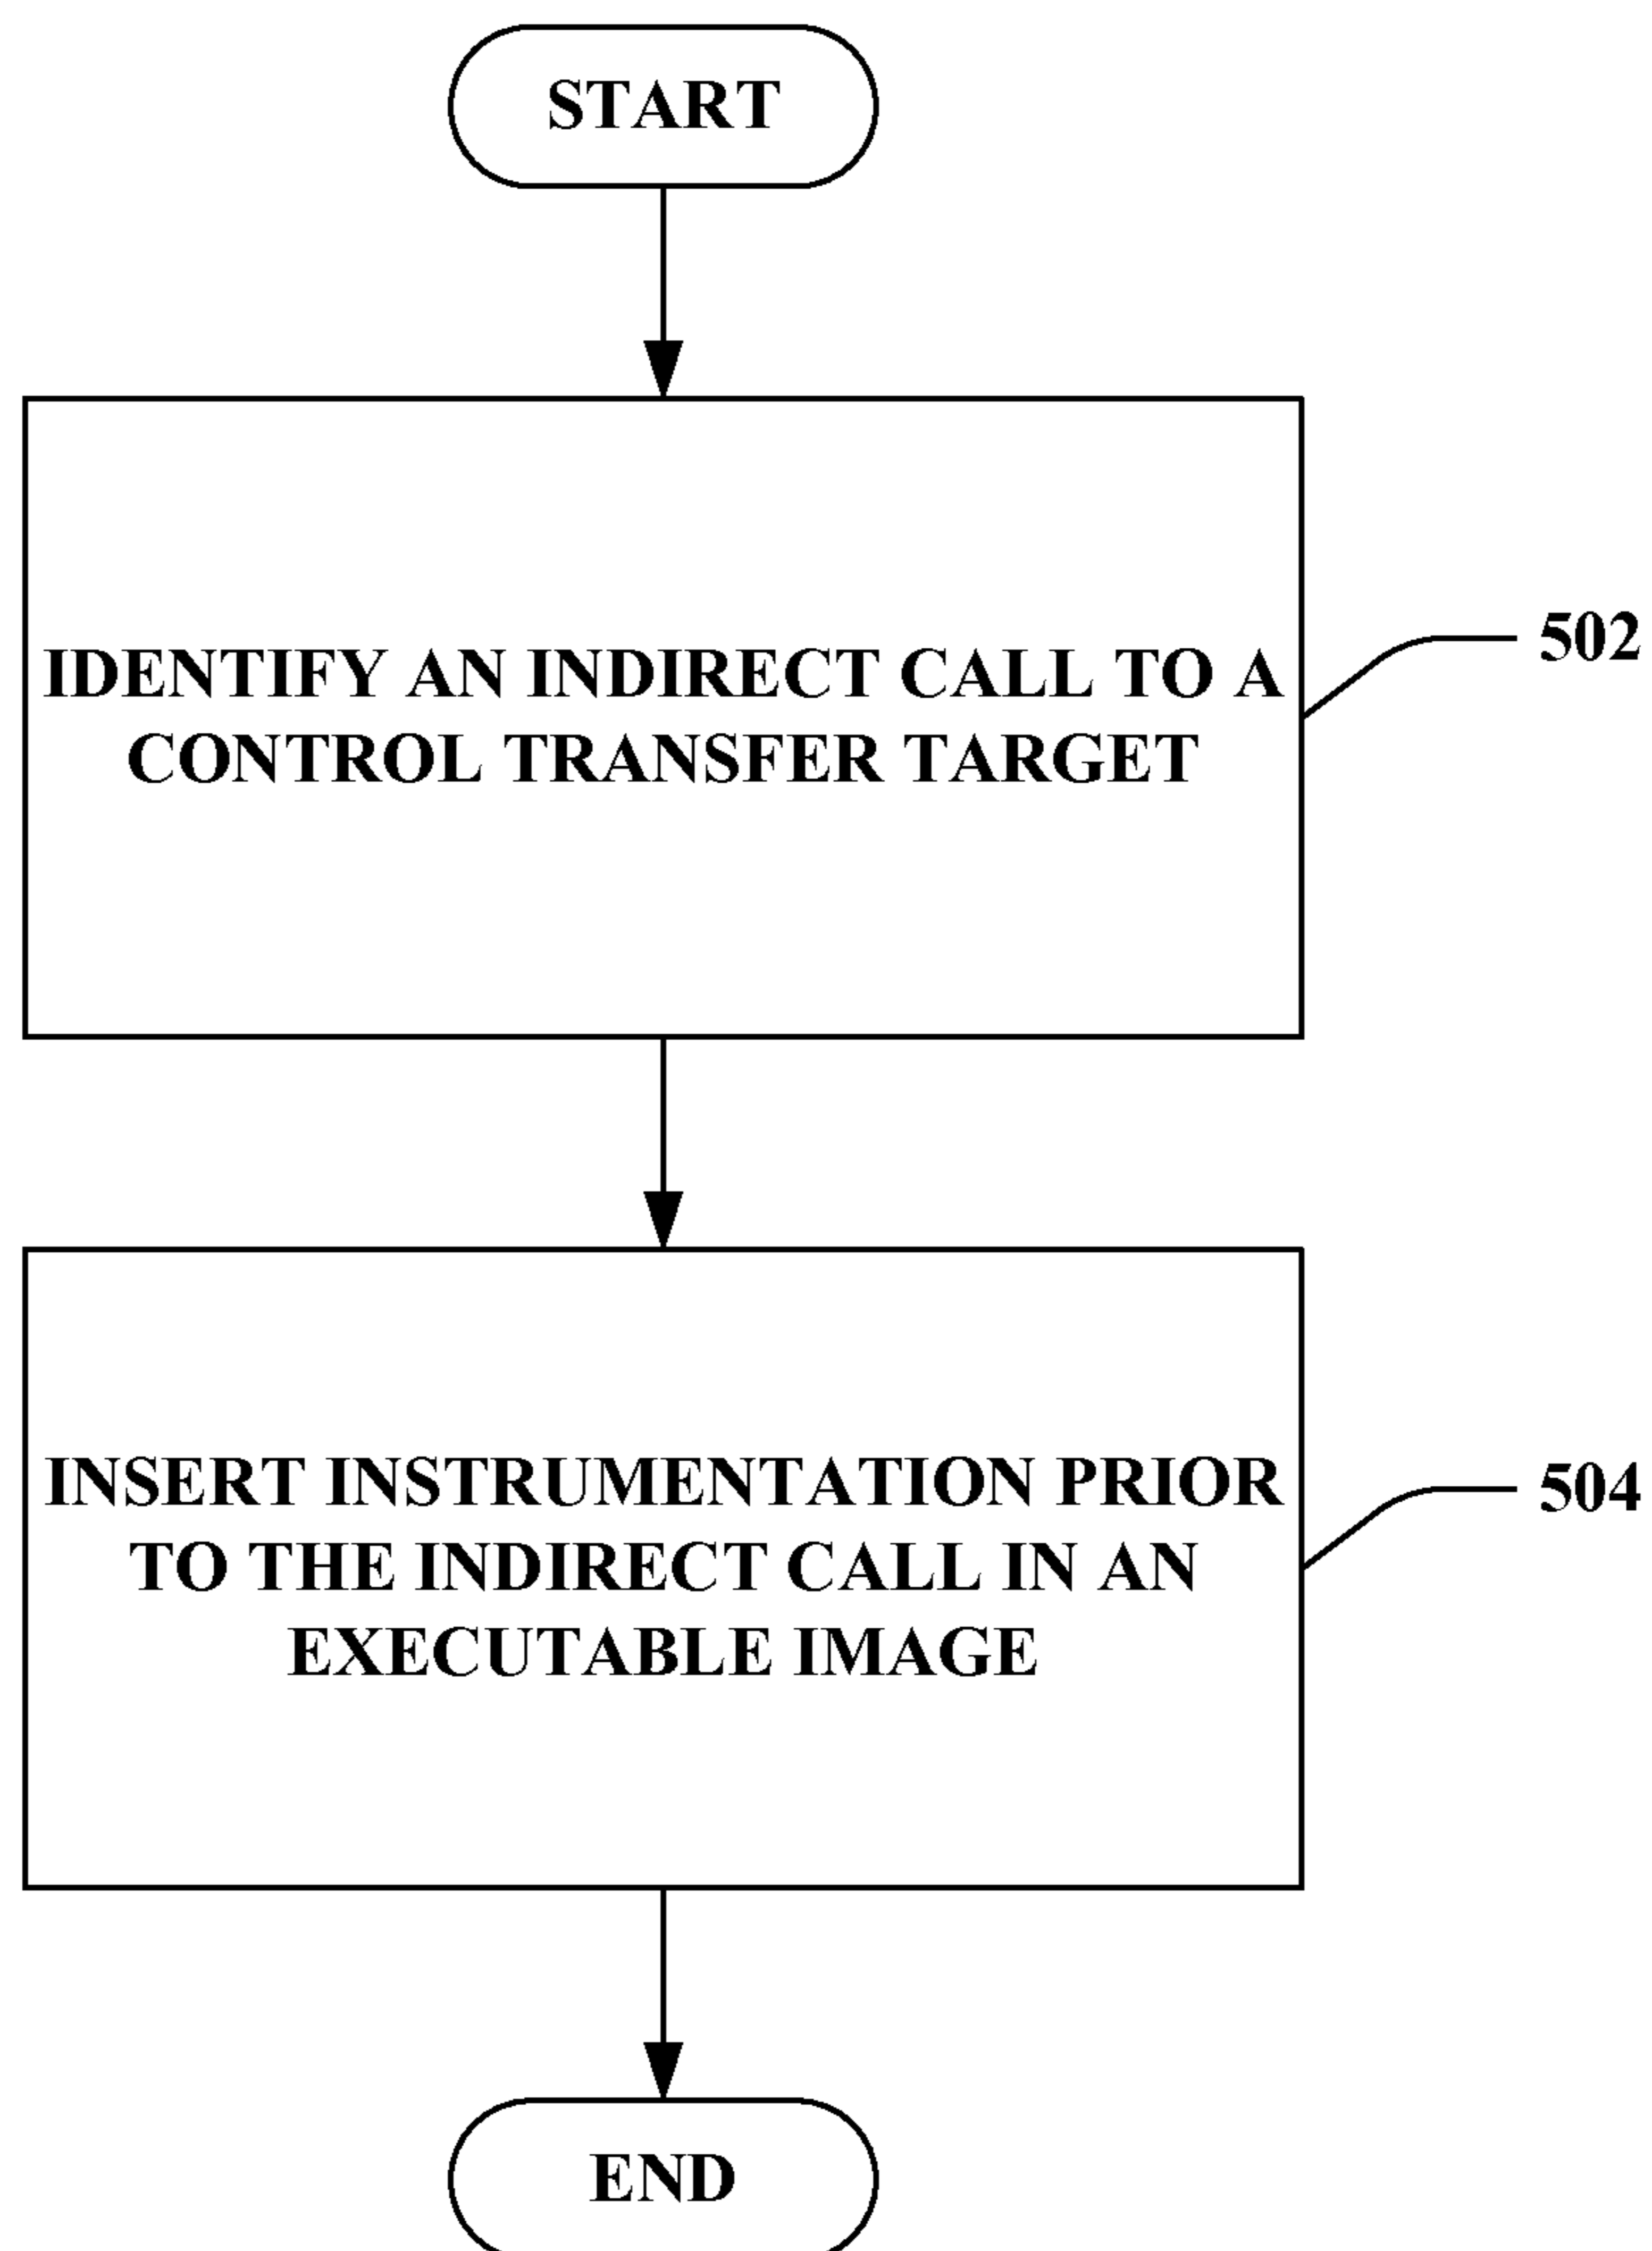 START
IDENTIFY AN INDIRECT CALL TO A
CONTROL TRANSFER TARGET
502
INSERT INSTRUMENTATION PRIOR
TO THE INDIRECT CALL IN AN
EXECUTABLE IMAGE
504
END